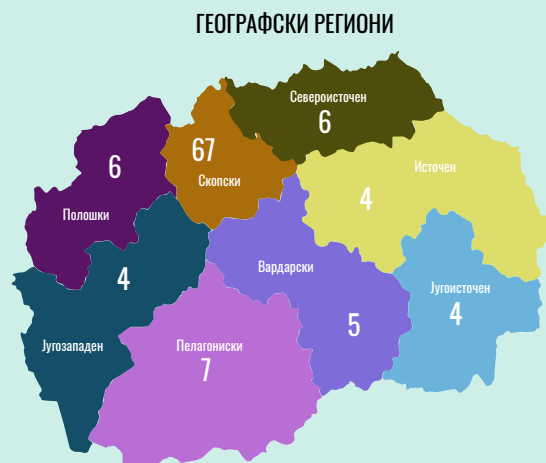 ГЕОГРАФСКИ РЕГИОНИ
Североисточен
6
67
Скопски
6
Полошки
Источен
4
4
Југозападен
Вардарски
5
Југоисточен
4
Пелагониски
7